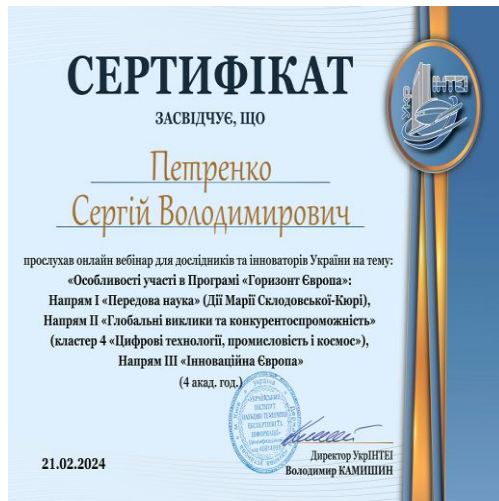 СЕРТИФІКАТ
УКР ІНТЕІ
ЗАСВІДЧУЄ, ЩО
Петренко
Сергій Володимирович
прослухав онлайн вебінар для дослідників та інноваторів України на тему:
«Особливості участі в Програмі «Горизонт Європа»:
Напрям I «Передова наука» (Дії Марії Склодовської-Кюрі),
Напрям II «Глобальні виклики та конкурентоспроможність»
(кластер 4 «Цифрові технології, промисловість і космос»),
Напрям III «Інноваційна Європа»
(4 акад. год.)
21.02.2024
Директор УкрІНТЕІ
Володимир КАМИШИН